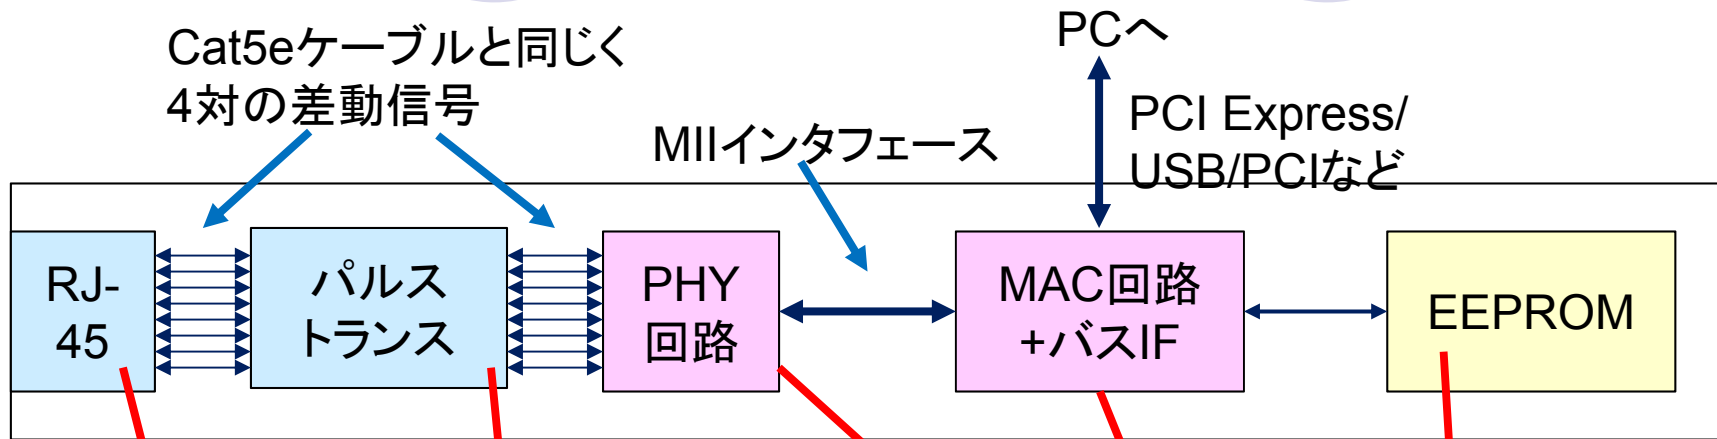 Cat5eケーブルと同じく
4対の差動信号
MIIインタフェース
PCへ
PCI Express/
USB/PCIなど
RJ-
45
パルス
トランス
PHY
回路
MAC回路
+バスIF
EEPROM